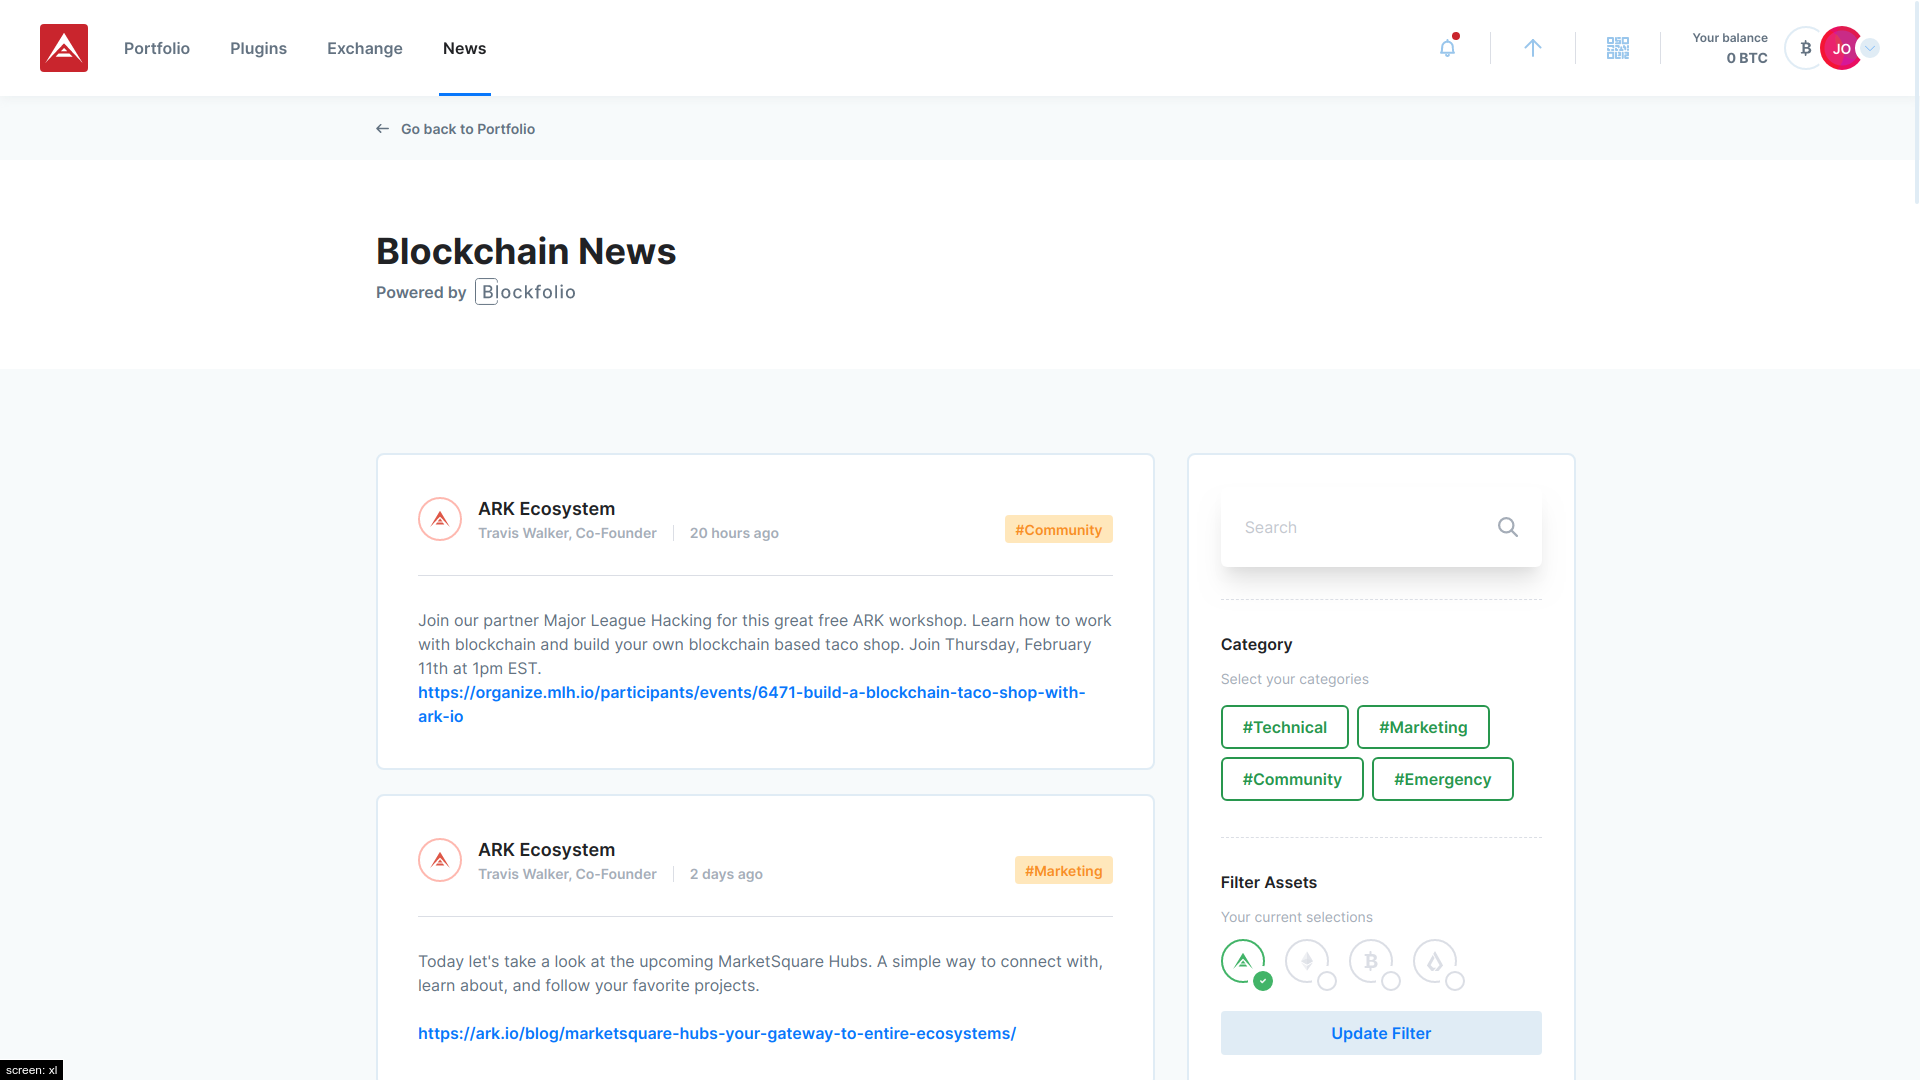 Portfolio
Plugins
Exchange
News
Your balance
0 BTC
JO
Go back to Portfolio
Blockchain News
Powered by Blockfolio
ARK Ecosystem
Travis Walker, Co-Founder
20 hours ago
#Community
Join our partner Major League Hacking for this great free ARK workshop. Learn how to work
with blockchain and build your own blockchain based taco shop. Join Thursday, February
11th at 1pm EST.
https://organize.mlh.io/participants/events/6471-build-a-blockchain-taco-shop-with-
ark-io
ARK Ecosystem
Travis Walker, Co-Founder
2 days ago
#Marketing
Today let's take a look at the upcoming MarketSquare Hubs. A simple way to connect with,
learn about, and follow your favorite projects.
https://ark.io/blog/marketsquare-hubs-your-gateway-to-entire-ecosystems/
Search
Category
Select your categories
#Technical
#Marketing
#Community
#Emergency
Filter Assets
Your current selections
Update Filter
screen: xl